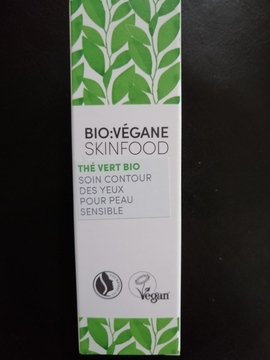 BIO:VÉGANE
SKINFOOD
THÉ VERT BIO
SOIN CONTOUR
DES YEUX
POUR PEAU
SENSIBLE
Vegan